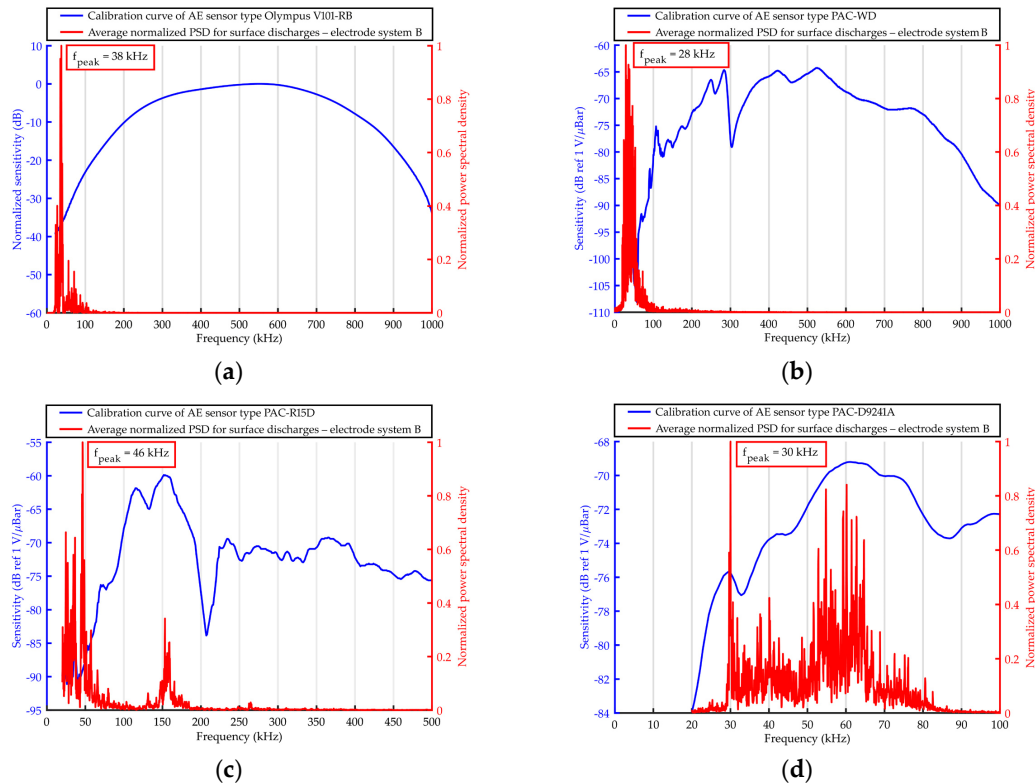 Calibration curve of AE sensor type Olympus V101-RB
Average normalized PSD for surface discharges – electrode system B
f_peak = 38 kHz
Normalized sensitivity (dB)
10
0
-10
-20
-30
-40
-50
-60
Normalized power spectral density
1
0.8
0.6
0.4
0.2
0
0 100 200 300 400 500 600 700 800 900 1000
Frequency (kHz)
(a)
Calibration curve of AE sensor type PAC-WD
Average normalized PSD for surface discharges – electrode system B
f_peak = 28 kHz
Sensitivity (dB ref 1 V/μBar)
-60
-65
-70
-75
-80
-85
-90
-95
-100
-105
-110
Normalized power spectral density
1
0.8
0.6
0.4
0.2
0
0 100 200 300 400 500 600 700 800 900 1000
Frequency (kHz)
(b)
Calibration curve of AE sensor type PAC-R15D
Average normalized PSD for surface discharges – electrode system B
f_peak = 46 kHz
Sensitivity (dB ref 1 V/μBar)
-55
-60
-65
-70
-75
-80
-85
-90
-95
Normalized power spectral density
1
0.8
0.6
0.4
0.2
0
0 50 100 150 200 250 300 350 400 450 500
Frequency (kHz)
(c)
Calibration curve of AE sensor type PAC-D9241A
Average normalized PSD for surface discharges – electrode system B
f_peak = 30 kHz
Sensitivity (dB ref 1 V/μBar)
-68
-70
-72
-74
-76
-78
-80
-82
-84
Normalized power spectral density
1
0.8
0.6
0.4
0.2
0
0 10 20 30 40 50 60 70 80 90 100
Frequency (kHz)
(d)